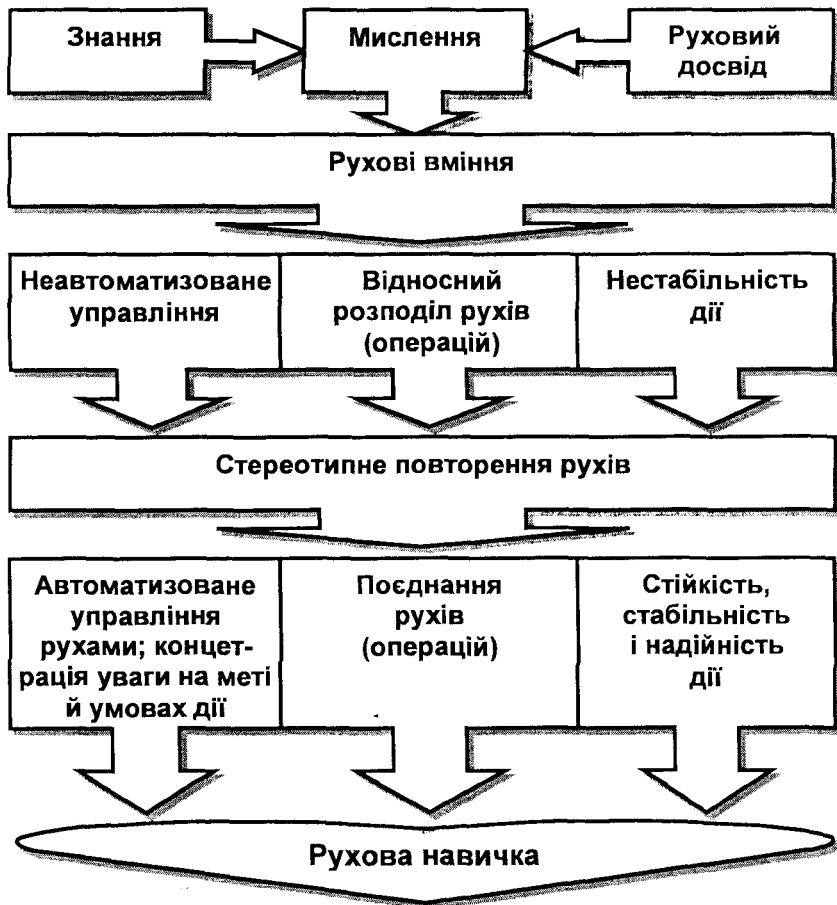 Знання
Мислення
Руховий
досвід
Рухові вміння
Неавтоматизоване
управління
Відносний
розподіл рухів
(операцій)
Нестабільність
дії
Стереотипне повторення рухів
Автоматизоване
управління
рухами; концет-
рація уваги на меті
й умовах дії
Поєднання
рухів
(операцій)
Стійкість,
стабільність
і надійність
дії
Рухова навичка